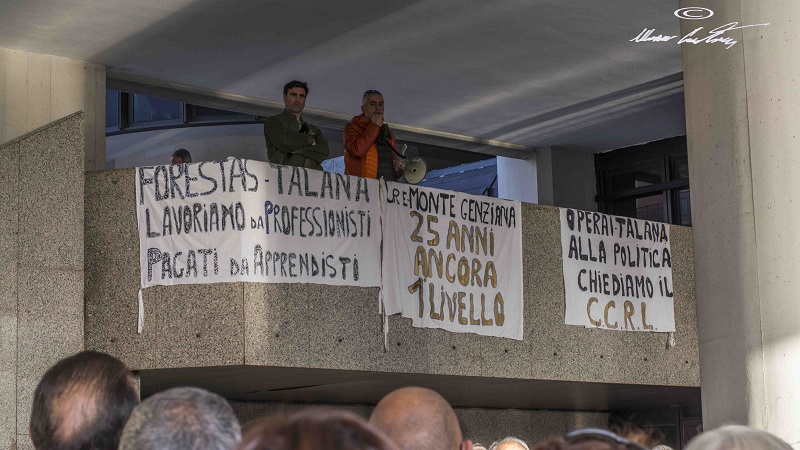 FORESTAS-TALANA
LAVORIAMO DA PROFESSIONISTI
PAGATI DA APPRENDISTI
MONTE GENZIANA
25 ANNI
ANCORA
1° LIVELLO
OPERAI-TALANA
ALLA POLITICA
CHIEDIAMO IL
C.C.R.L.
©